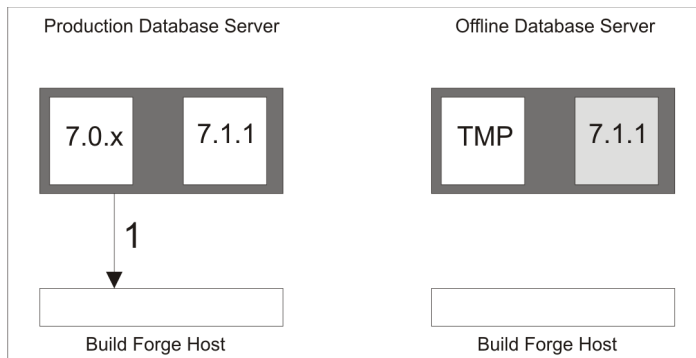 Production Database Server
Offline Database Server
7.0.x
7.1.1
TMP
7.1.1
1
Build Forge Host
Build Forge Host